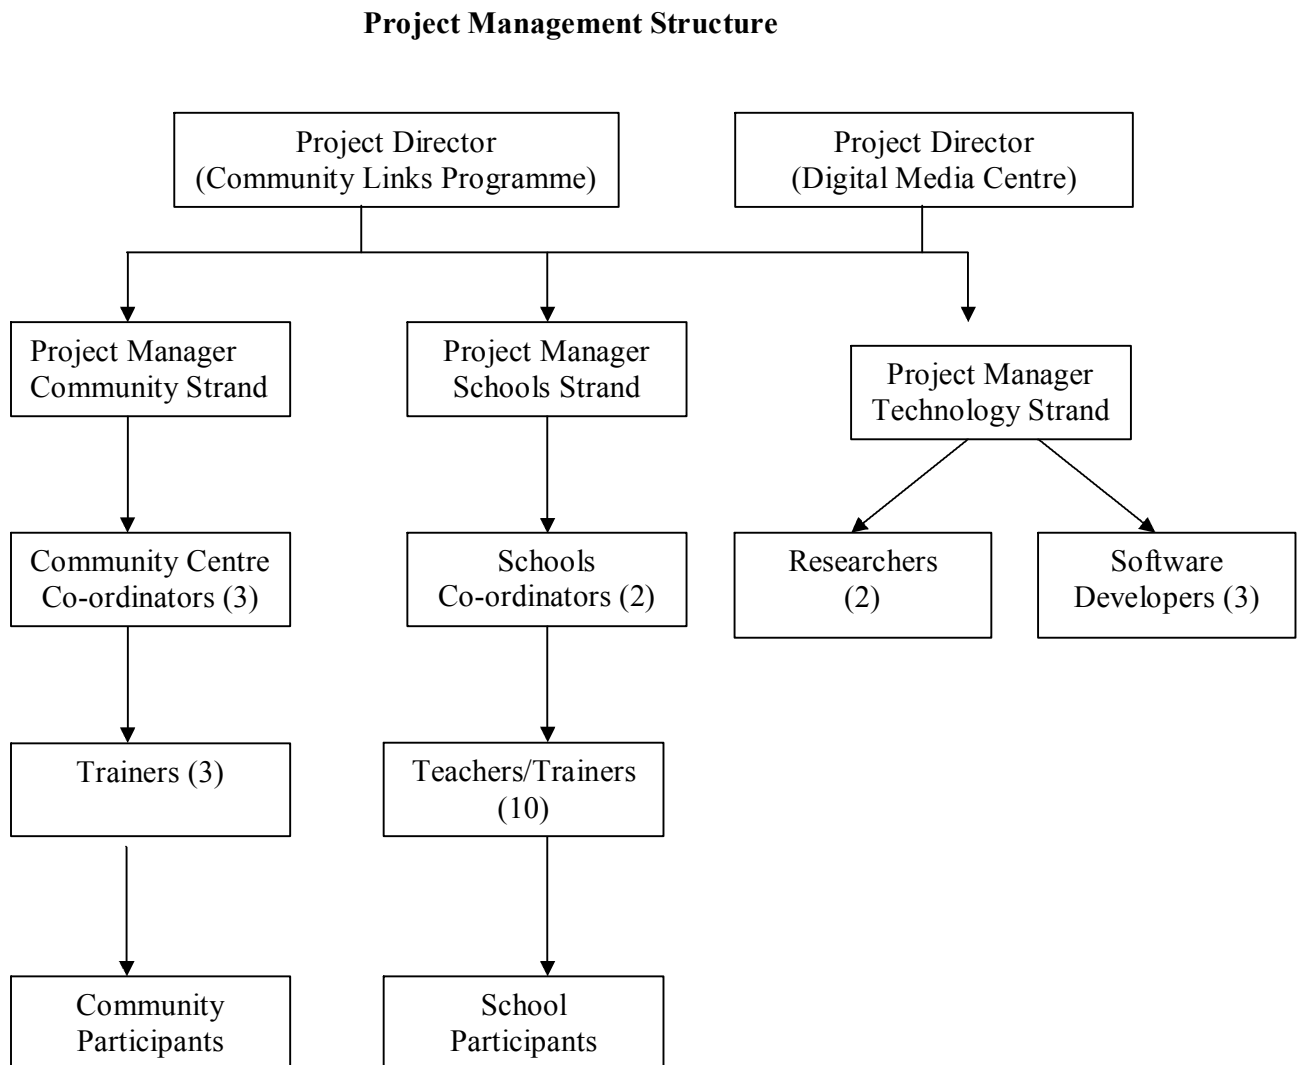 Project Management Structure
Project Director
(Community Links Programme)
Project Director
(Digital Media Centre)
Project Manager
Community Strand
Project Manager
Schools Strand
Project Manager
Technology Strand
Community Centre
Co-ordinators (3)
Schools
Co-ordinators (2)
Researchers
(2)
Software
Developers (3)
Trainers (3)
Teachers/Trainers
(10)
Community
Participants
School
Participants